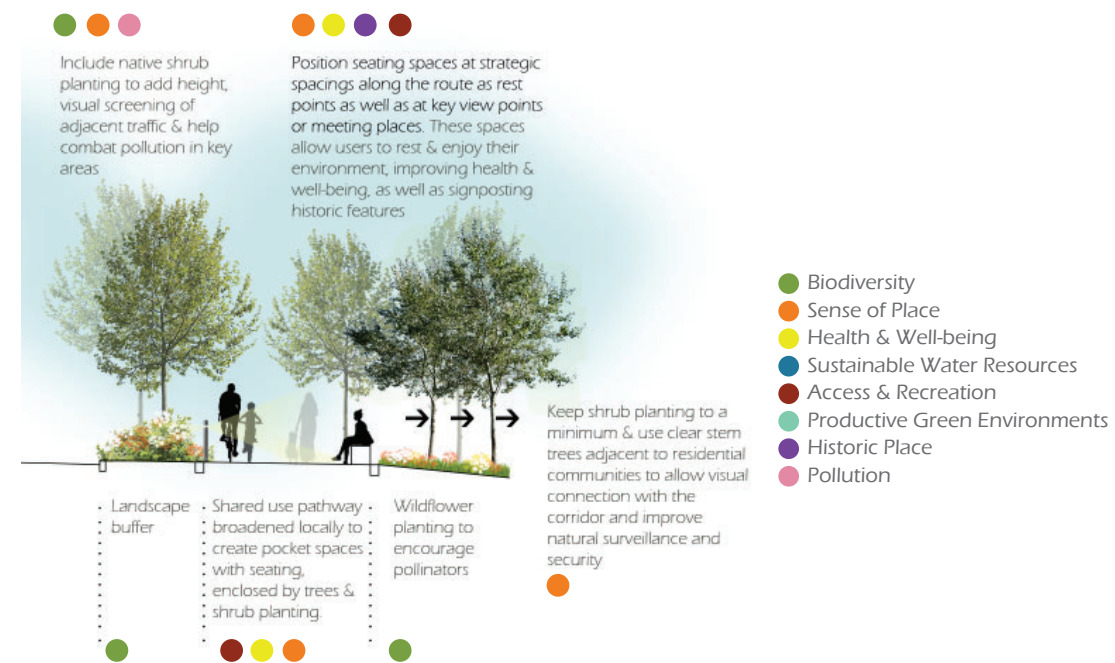 Include native shrub
planting to add height,
visual screening of
adjacent traffic & help
combat pollution in key
areas
Position seating spaces at strategic
spacings along the route as rest
points as well as at key view points
or meeting places. These spaces
allow users to rest & enjoy their
environment, improving health &
well-being, as well as signposting
historic features
Keep shrub planting to a
minimum & use clear stem
trees adjacent to residential
communities to allow visual
connection with the
corridor and improve
natural surveillance and
security
Landscape
buffer
Shared use pathway
broadened locally to
create pocket spaces
with seating,
enclosed by trees &
shrub planting.
Wildflower
planting to
encourage
pollinators
Biodiversity
Sense of Place
Health & Well-being
Sustainable Water Resources
Access & Recreation
Productive Green Environments
Historic Place
Pollution